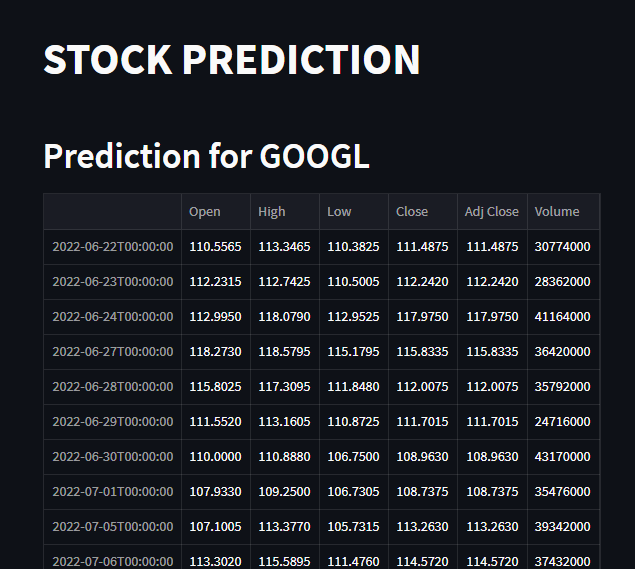 STOCK PREDICTION
Prediction for GOOGL
Open High Low Close Adj Close Volume
2022-06-22T00:00:00 110.5565 113.3465 110.3825 111.4875 111.4875 30774000
2022-06-23T00:00:00 112.2315 112.7425 110.5005 112.2420 112.2420 28362000
2022-06-24T00:00:00 112.9950 118.0790 112.9525 117.9750 117.9750 41164000
2022-06-27T00:00:00 118.2730 118.5795 115.1795 115.8335 115.8335 36420000
2022-06-28T00:00:00 115.8025 117.3095 111.8480 112.0075 112.0075 35792000
2022-06-29T00:00:00 111.5520 113.1605 110.8725 111.7015 111.7015 24716000
2022-06-30T00:00:00 110.0000 110.8880 106.7500 108.9630 108.9630 43170000
2022-07-01T00:00:00 107.9330 109.2500 106.7305 108.7375 108.7375 35476000
2022-07-05T00:00:00 107.1005 113.3770 105.7315 113.2630 113.2630 39342000
2022-07-06T00:00:00 113.3020 115.5895 111.4760 114.5720 114.5720 37432000